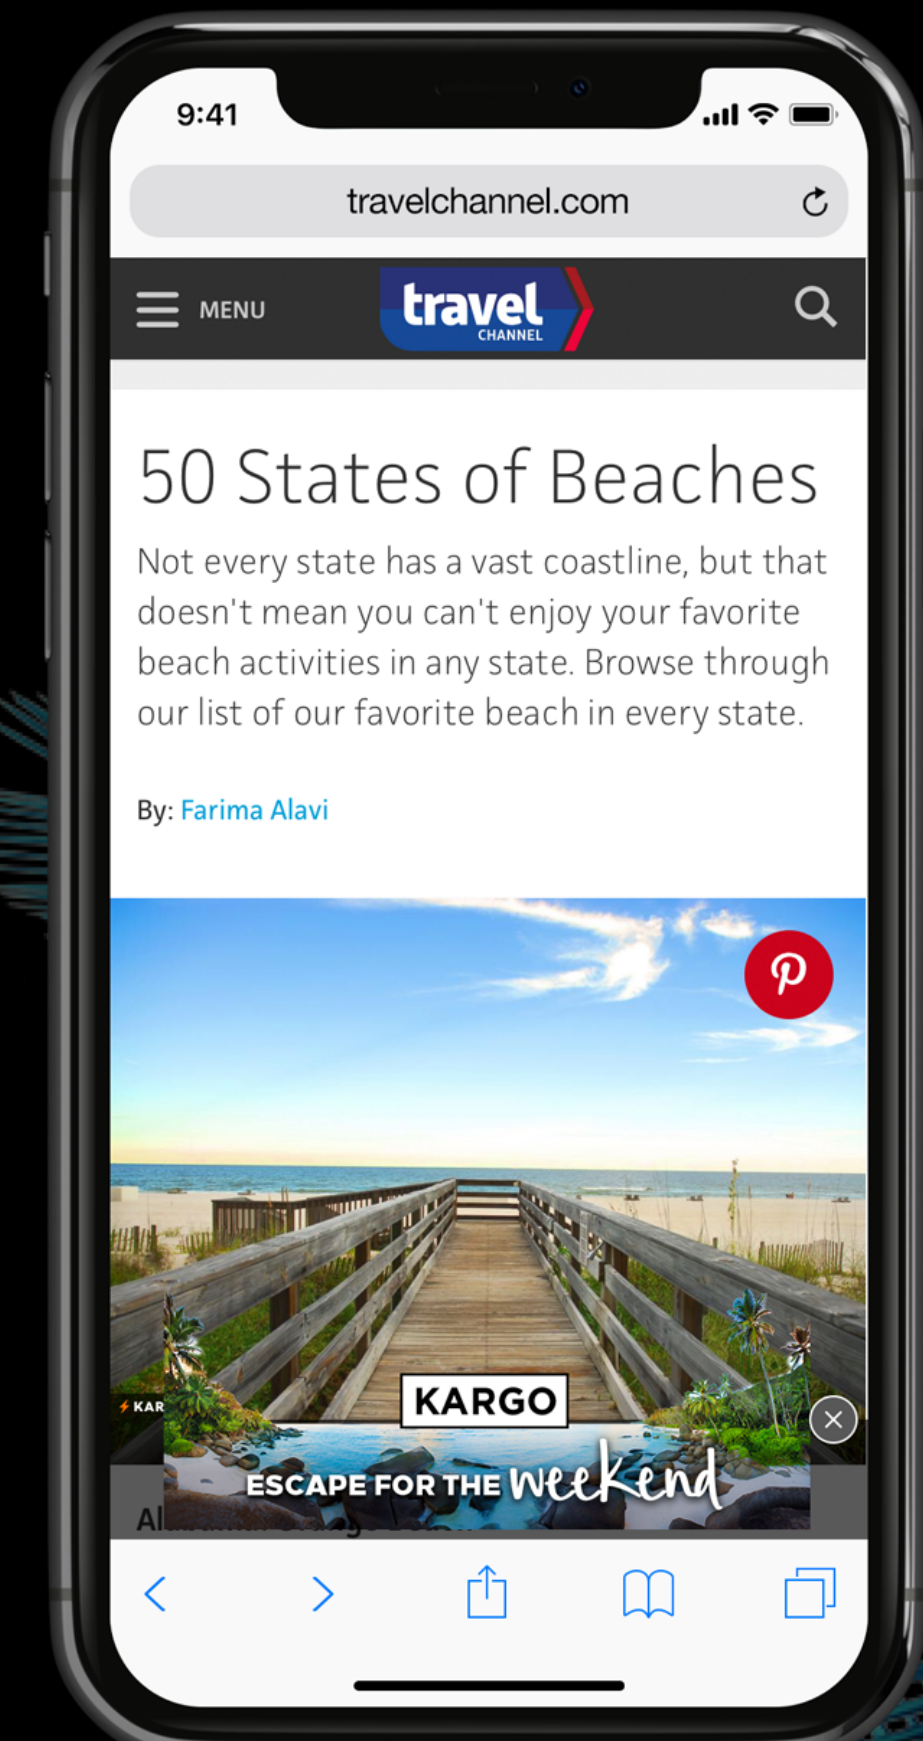 9:41
travelchannel.com
MENU
travel
CHANNEL
50 States of Beaches
Not every state has a vast coastline, but that
doesn't mean you can't enjoy your favorite
beach activities in any state. Browse through
our list of our favorite beach in every state.
By: Farima Alavi
KAR
KARGO
ESCAPE FOR THE weekend